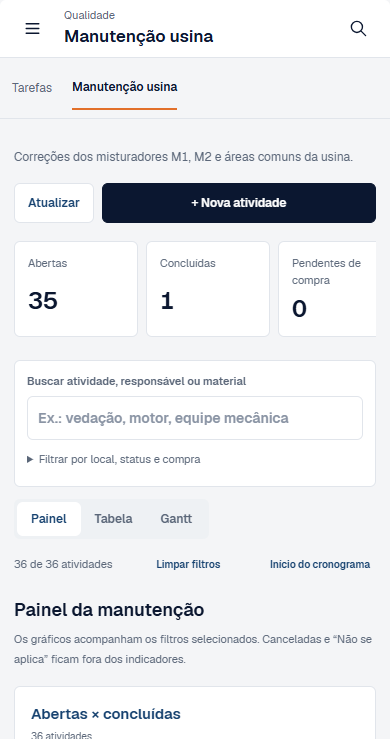 Qualidade
Manutenção usina
Tarefas
Manutenção usina
Correções dos misturadores M1, M2 e áreas comuns da usina.
Atualizar
+ Nova atividade
Abertas
35
Concluídas
1
Pendentes de
compra
0
Buscar atividade, responsável ou material
Ex.: vedação, motor, equipe mecânica
▶ Filtrar por local, status e compra
Painel
Tabela
Gantt
36 de 36 atividades
Limpar filtros
Início do cronograma
Painel da manutenção
Os gráficos acompanham os filtros selecionados. Canceladas e “Não se
aplica” ficam fora dos indicadores.
Abertas × concluídas
36 atividades